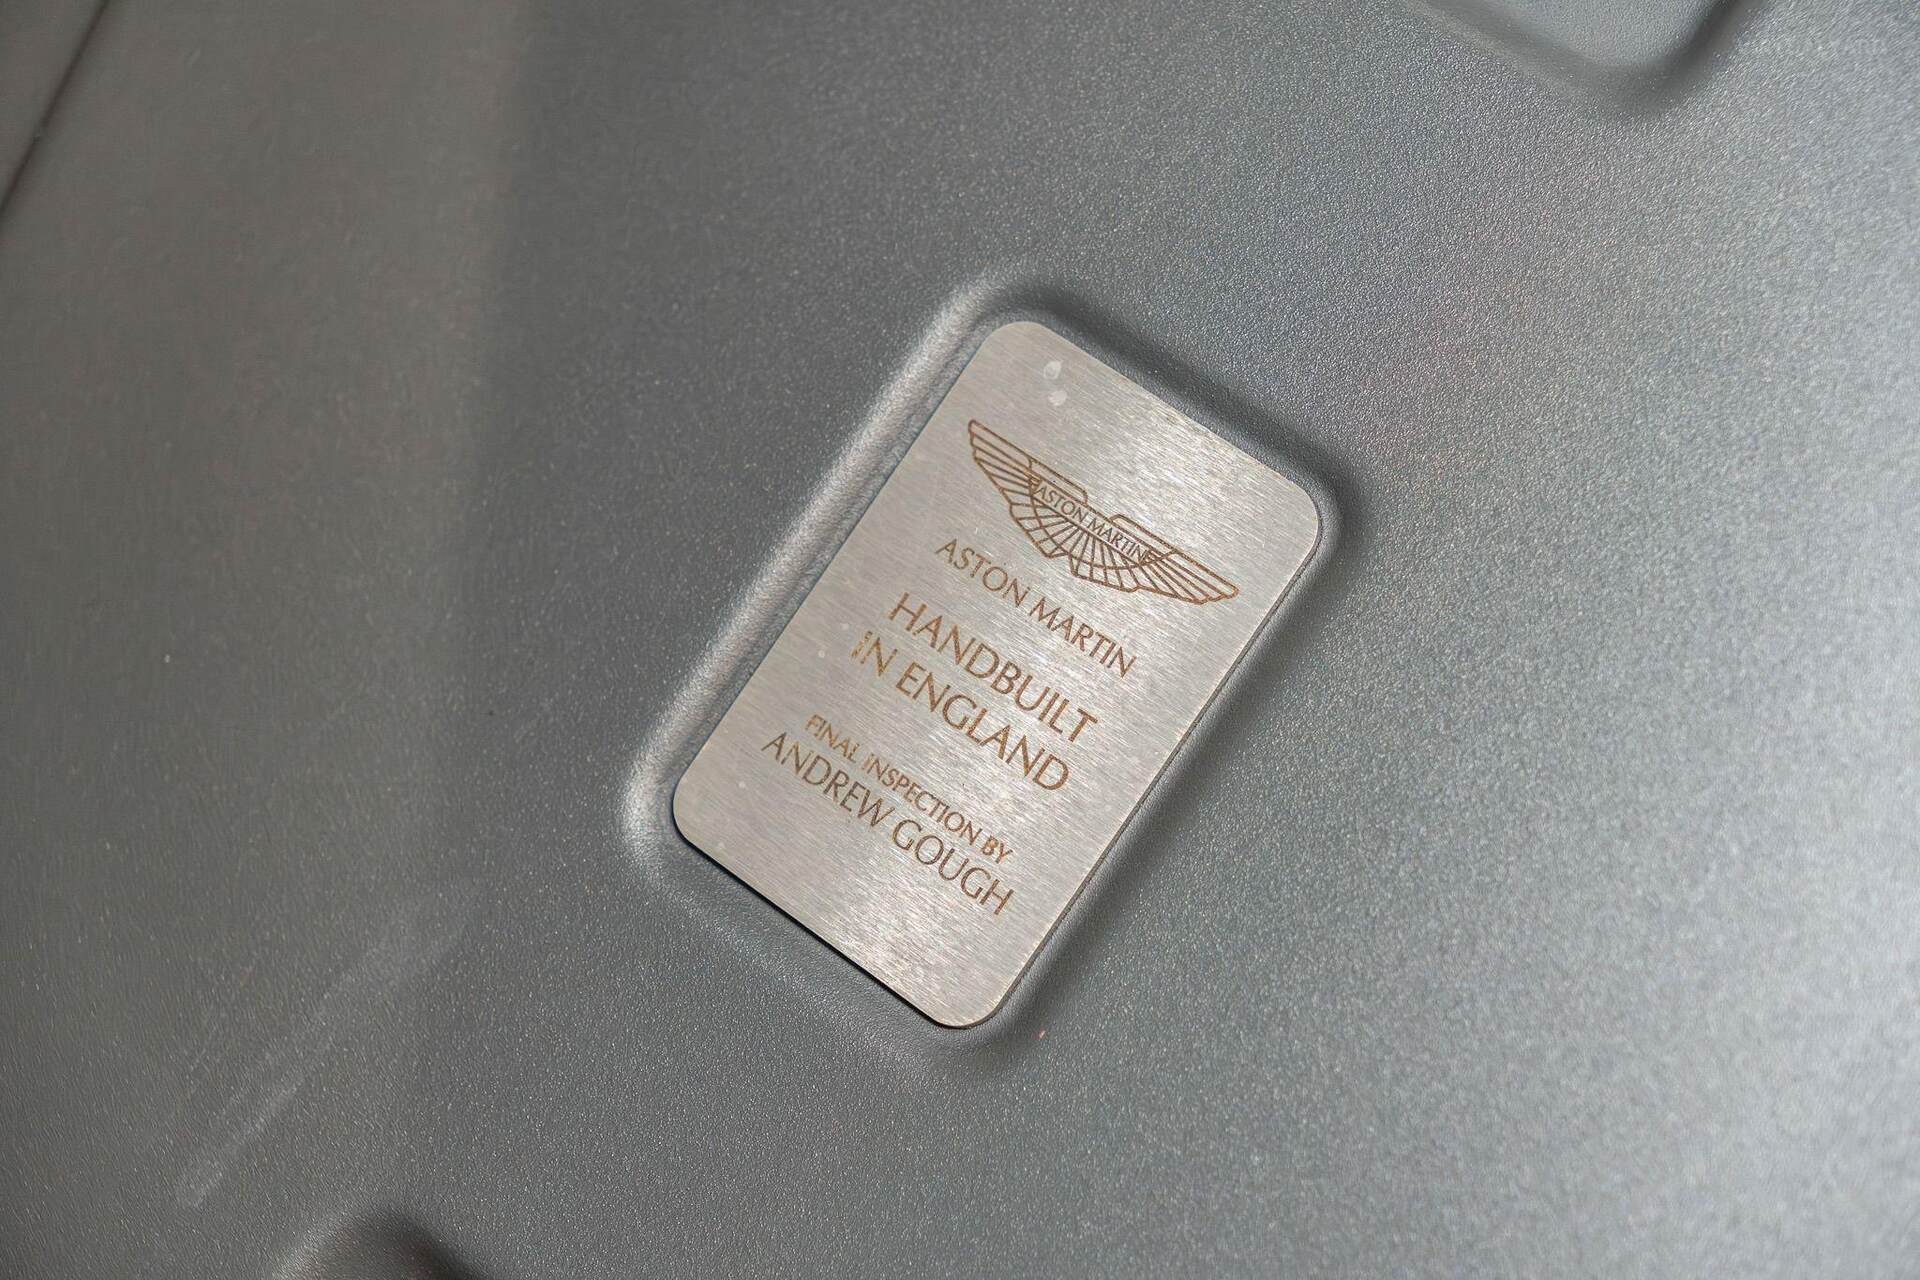 ASTON MARTIN
ASTON MARTIN
HANDBUILT
IN ENGLAND
FINAL INSPECTION BY
ANDREW GOUGH